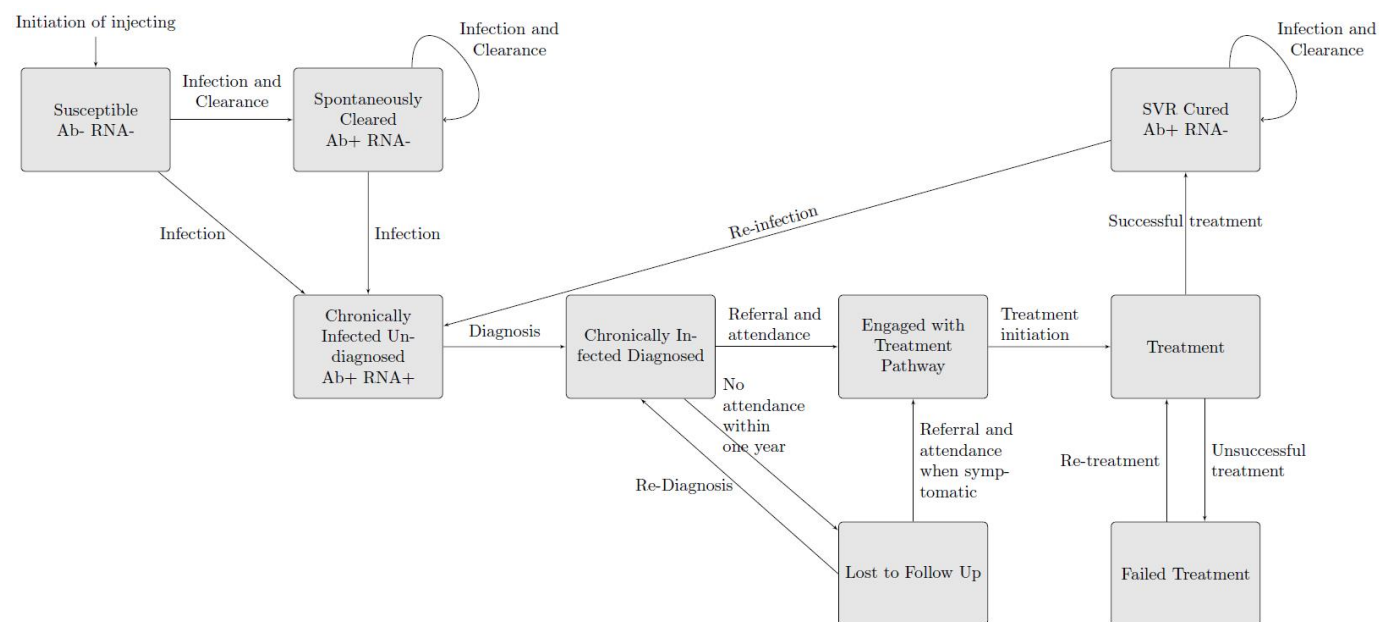 Initiation of injecting
Susceptible
Ab- RNA-
Infection and
Clearance
Spontaneously
Cleared
Ab+ RNA-
Infection and
Clearance
SVR Cured
Ab+ RNA-
Infection and
Clearance
Infection
Infection
Re-infection
Successful treatment
Chronically
Infected Un-
diagnosed
Ab+ RNA+
Diagnosis
Chronically In-
fected Diagnosed
Referral and
attendance
Engaged with
Treatment
Pathway
Treatment
initiation
Treatment
No
attendance
within
one year
Re-Diagnosis
Referral and
attendance
when symp-
tomatic
Re-treatment
Unsuccessful
treatment
Lost to Follow Up
Failed Treatment